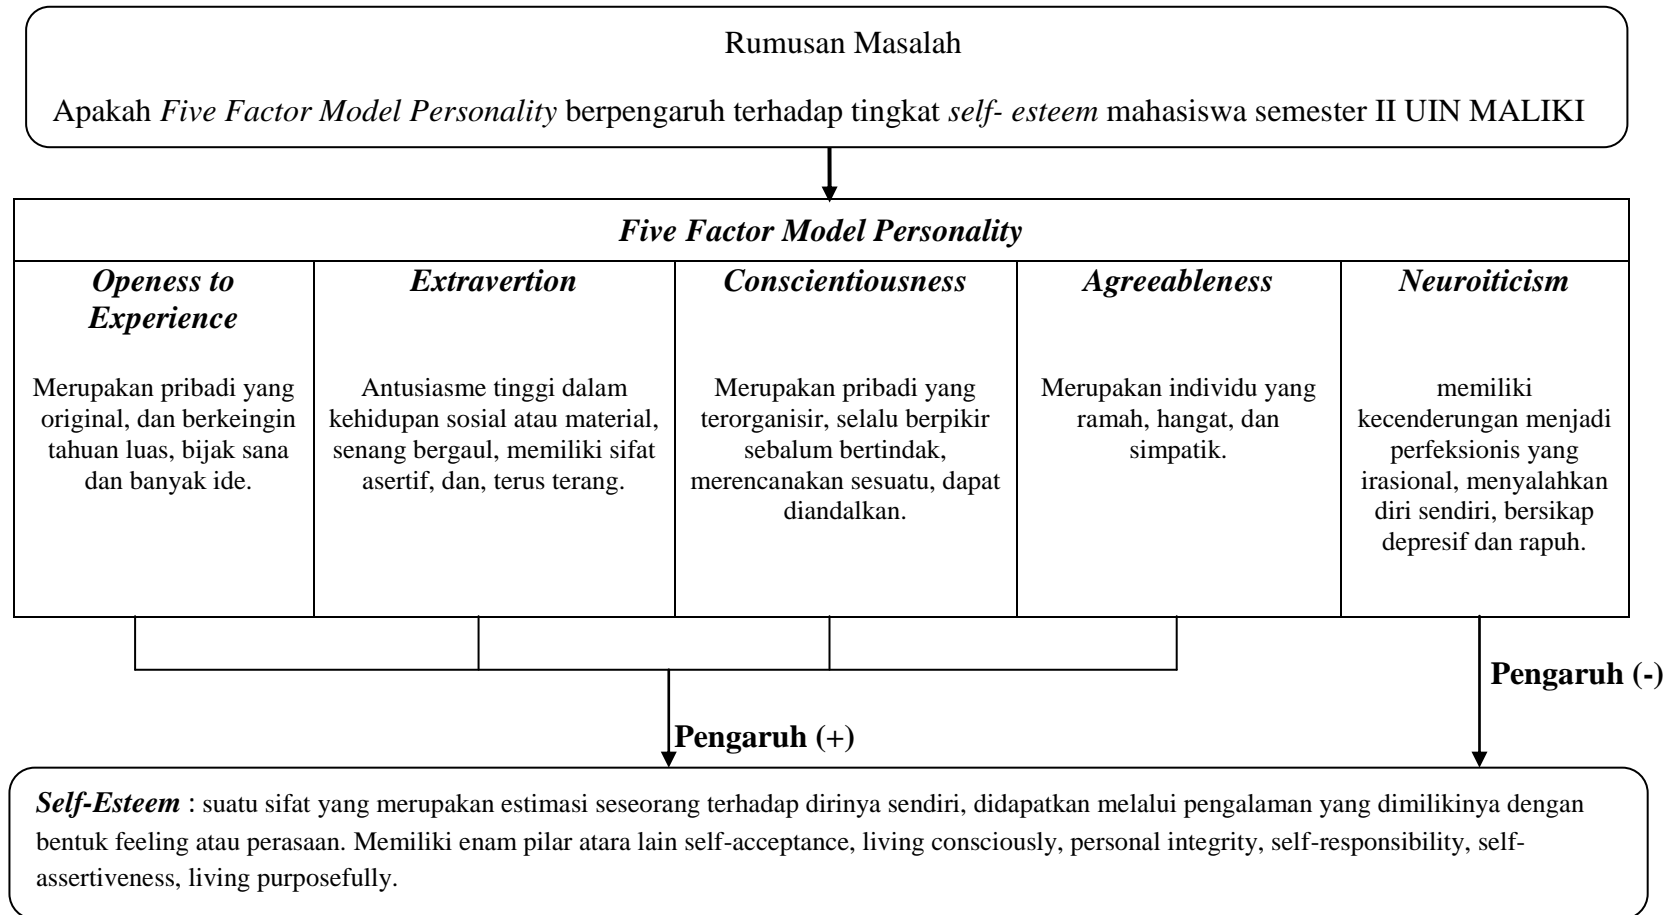 Rumusan Masalah
Apakah Five Factor Model Personality berpengaruh terhadap tingkat self- esteem mahasiswa semester II UIN MALIKI
Five Factor Model Personality
Openess to
Experience
Merupakan pribadi yang
original, dan berkeingin
tahuan luas, bijak sana
dan banyak ide.
Extravertion
Antusiasme tinggi dalam
kehidupan sosial atau material,
senang bergaul, memiliki sifat
asertif, dan, terus terang.
Conscientiousness
Merupakan pribadi yang
terorganisir, selalu berpikir
sebalum bertindak,
merencanakan sesuatu, dapat
diandalkan.
Agreeableness
Merupakan individu yang
ramah, hangat, dan
simpatik.
Neuroiticism
memiliki
kecenderungan menjadi
perfeksionis yang
irasional, menyalahkan
diri sendiri, bersikap
depresif dan rapuh.
Pengaruh (-)
Pengaruh (+)
Self-Esteem : suatu sifat yang merupakan estimasi seseorang terhadap dirinya sendiri, didapatkan melalui pengalaman yang dimilikinya dengan
bentuk feeling atau perasaan. Memiliki enam pilar atara lain self-acceptance, living consciously, personal integrity, self-responsibility, self-
assertiveness, living purposefully.